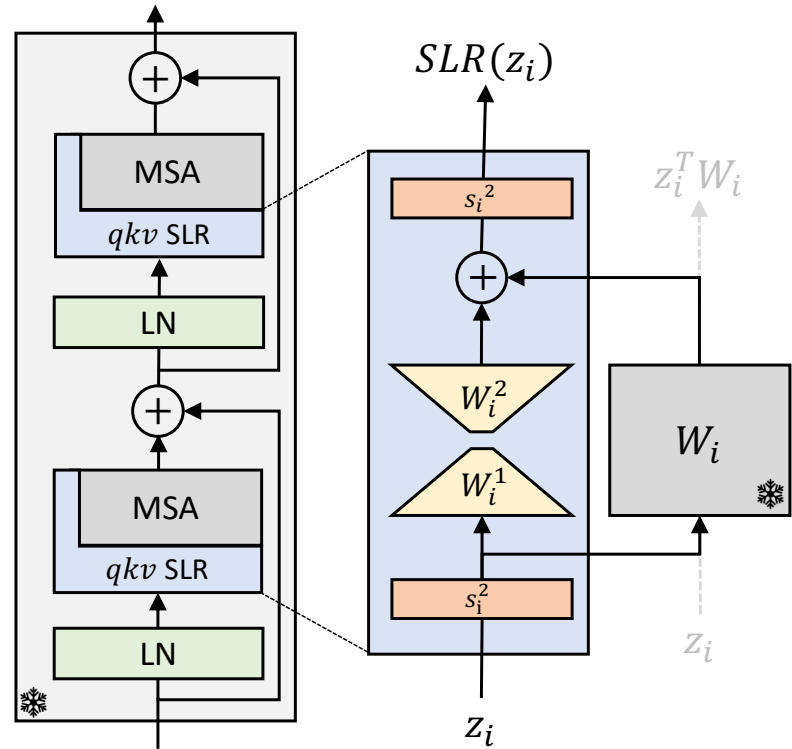 +
MSA
qkv SLR
LN
+
MSA
qkv SLR
LN
SLR(z_i)
s_i^2
+
W_i^2
W_i^1
s_i^2
z_i
z_i^T W_i
W_i
z_i